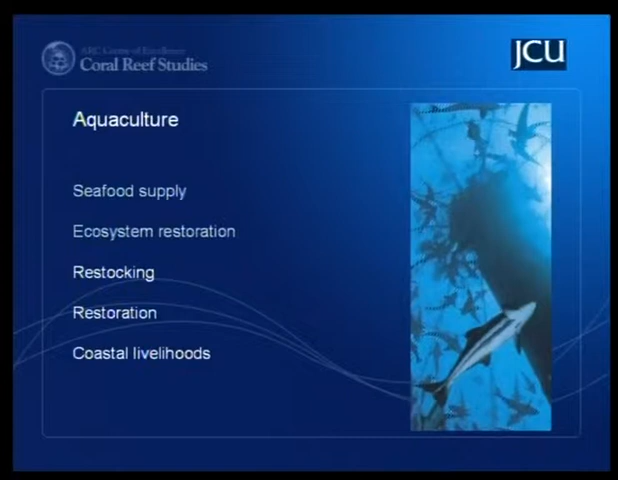 ARC Centre of Excellence
Coral Reef Studies
JCU
Aquaculture
Seafood supply
Ecosystem restoration
Restocking
Restoration
Coastal livelihoods